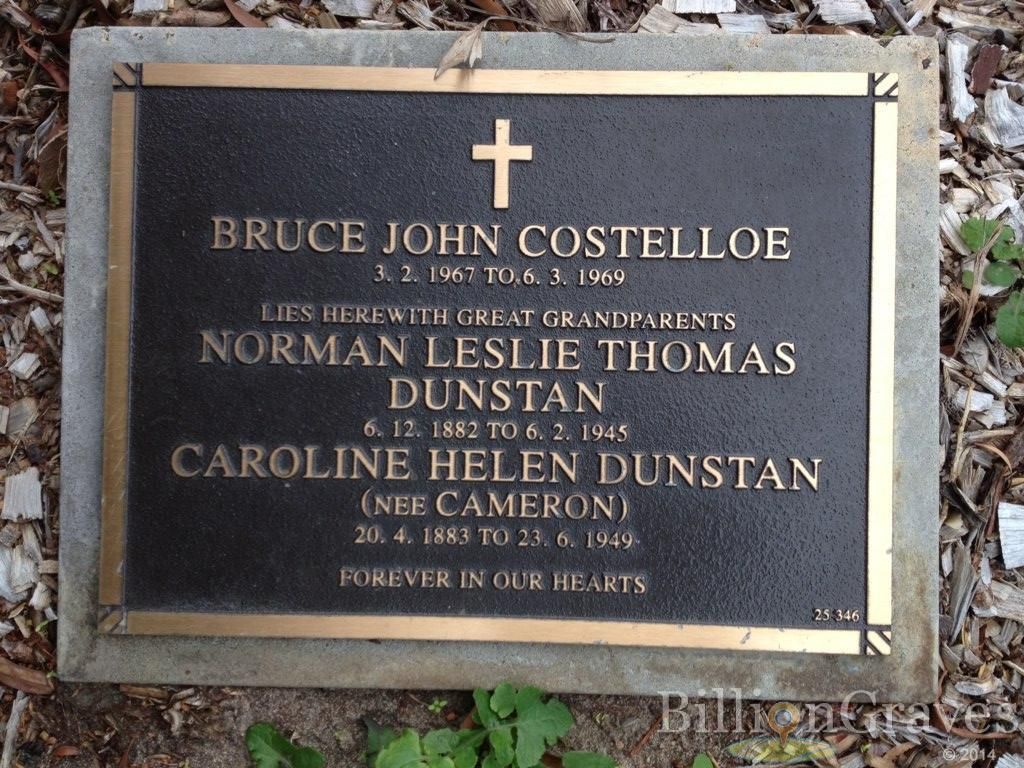 BRUCE JOHN COSTELLOE
3. 2. 1967 TO 6. 3. 1969
LIES HEREWITH GREAT GRANDPARENTS
NORMAN LESLIE THOMAS
DUNSTAN
6. 12. 1882 TO 6. 2. 1945
CAROLINE HELEN DUNSTAN
(NEE CAMERON)
20. 4. 1883 TO 23. 6. 1949
FOREVER IN OUR HEARTS
25 346
BillionGraves
© 2014